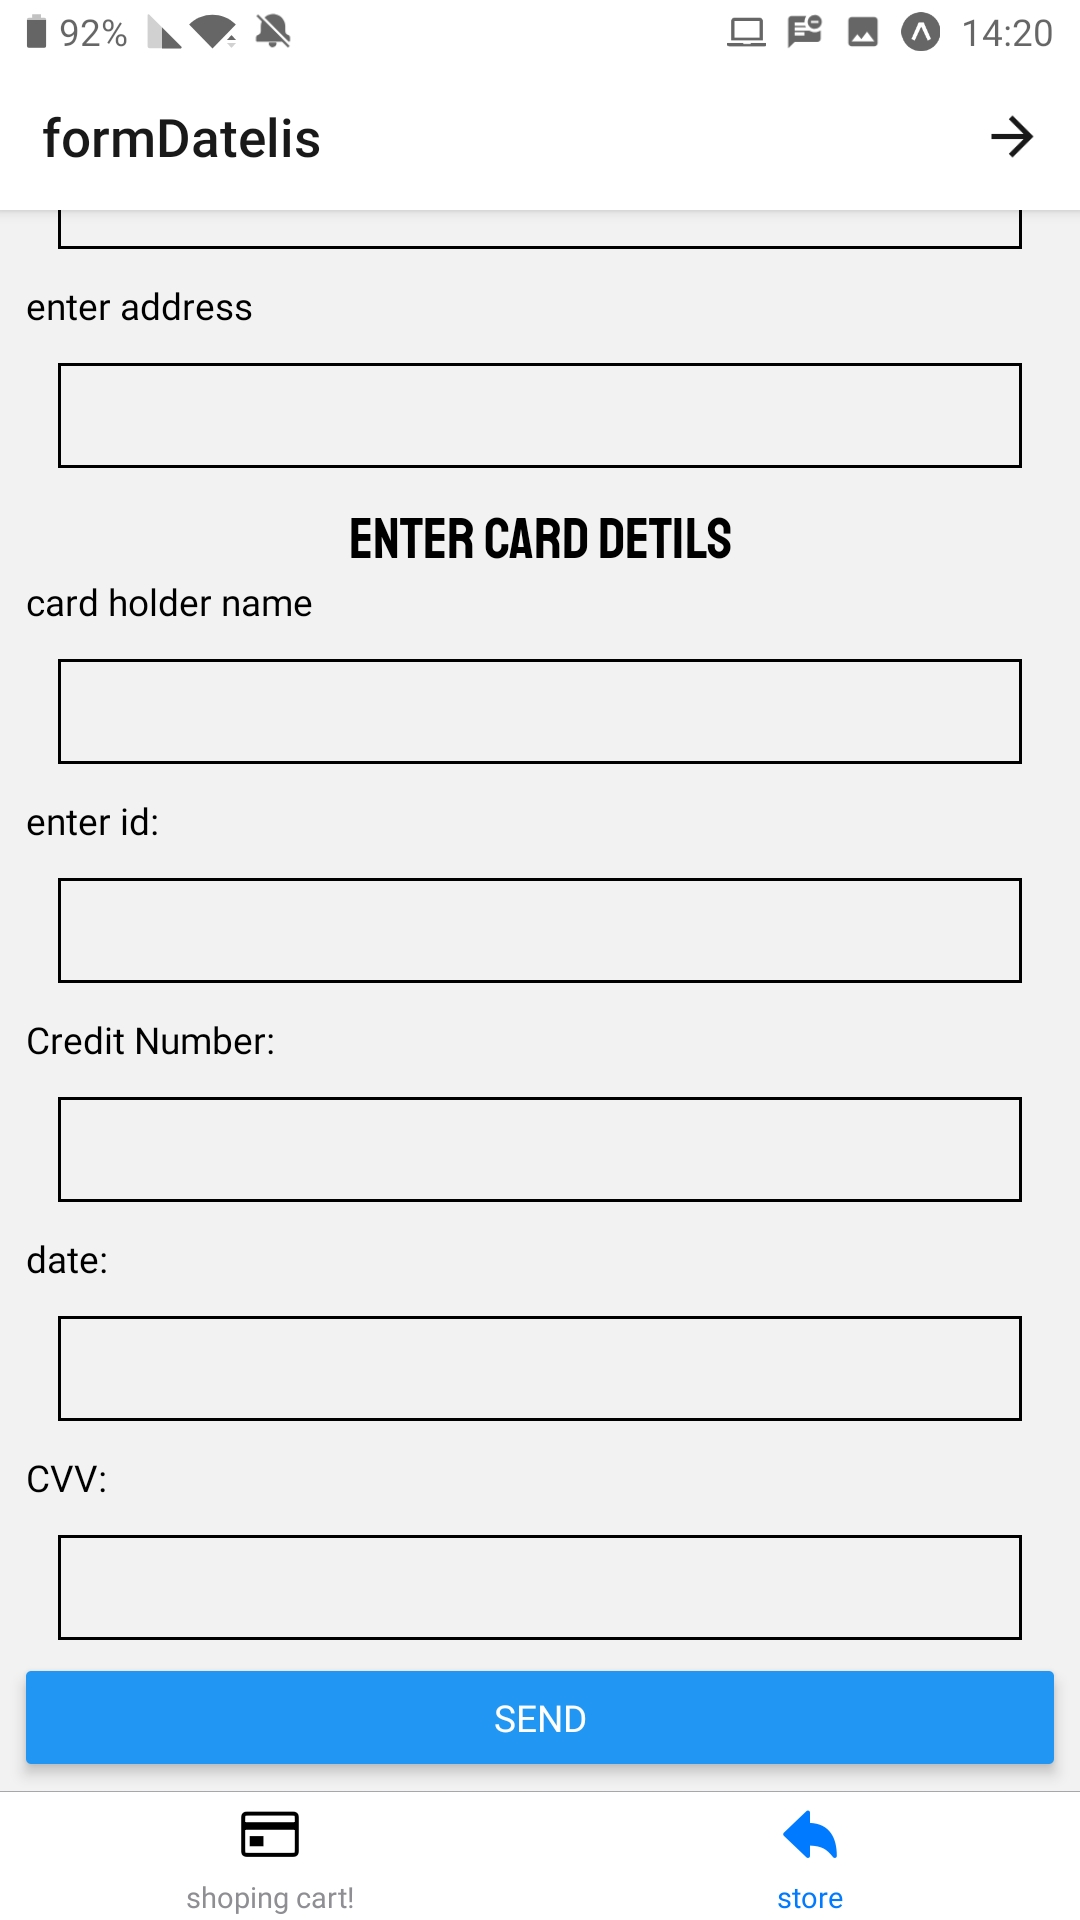 92% 14:20
formDatelis
enter address
ENTER CARD DETILS
card holder name
enter id:
Credit Number:
date:
CVV:
SEND
shoping cart! store